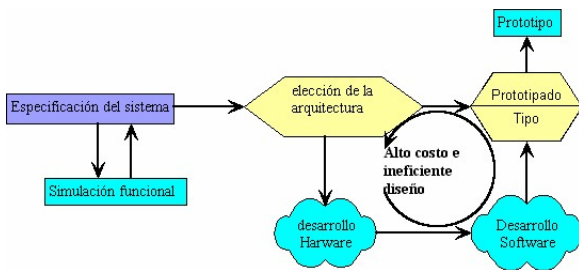 Prototipo
Especificación del sistema
elección de la
arquitectura
Prototipado
Tipo
Simulación funcional
Alto costo e
ineficiente
diseño
desarrollo
Harware
Desarrollo
Software